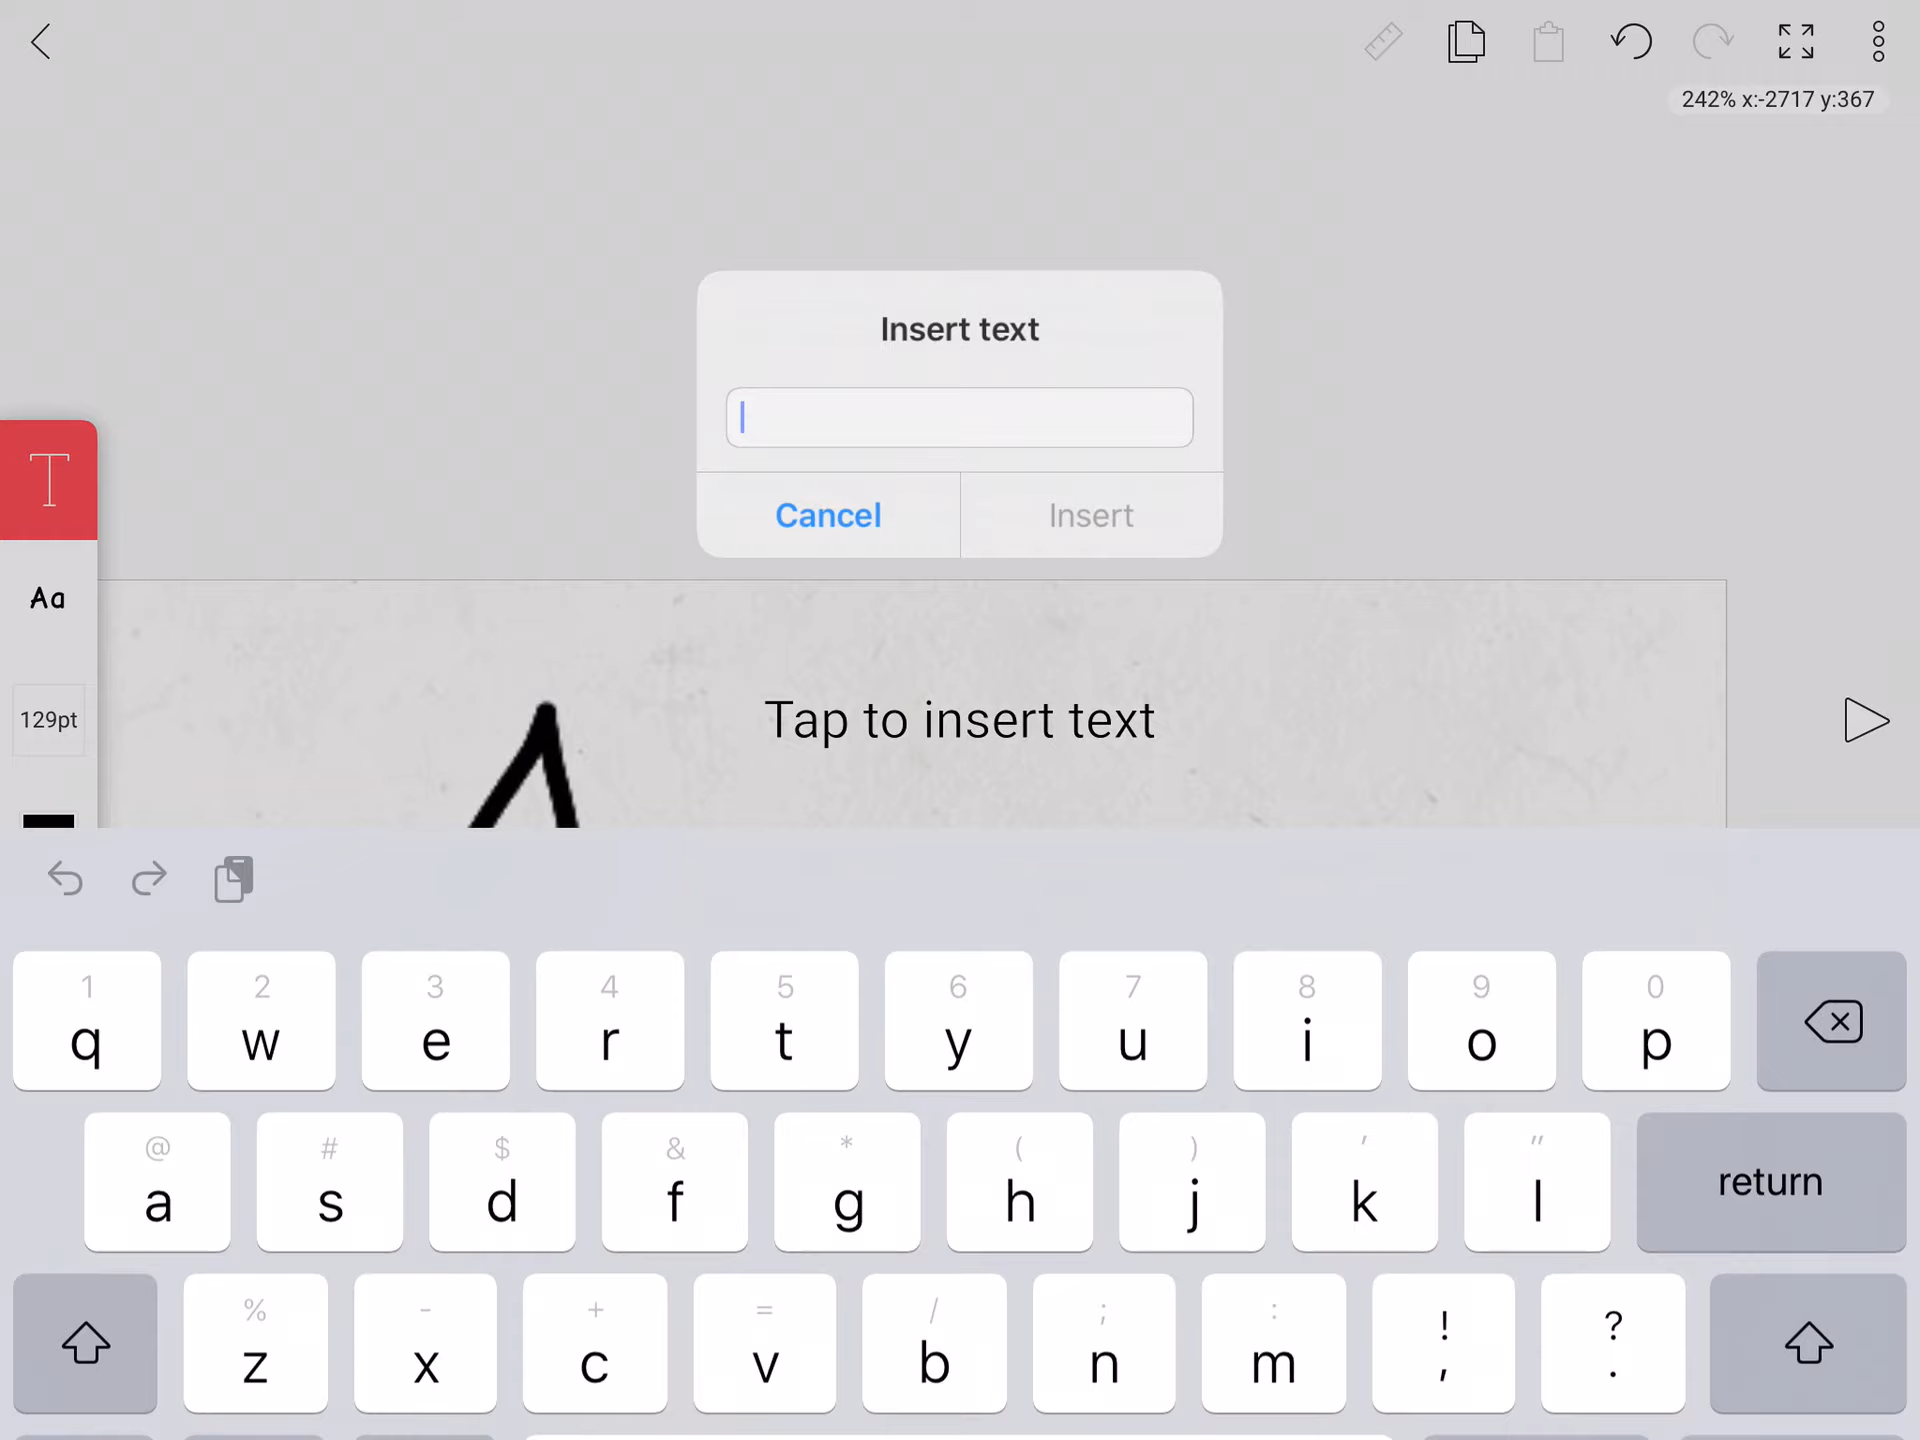 242% x:-2717 y:367
Insert text
Cancel Insert
T
Aa
129pt
Tap to insert text
1 2 3 4 5 6 7 8 9 0
q w e r t y u i o p
@ # $ & * ( ) ' "
a s d f g h j k l return
% - + = / ; : ! ?
z x c v b n m , .